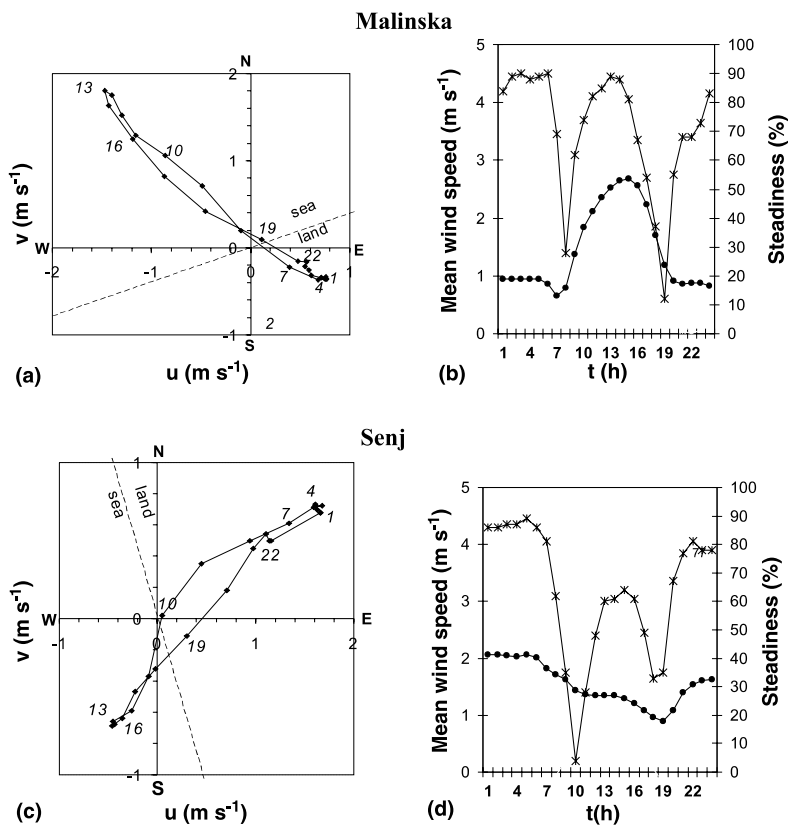 Malinska
N
2
13
16
10
1
sea
land
19
W
0
E
-2
-1
0
1
22
7
4
1
2
-1
S
v (m s-1)
u (m s-1)
(a)
5
4
3
2
1
0
Mean wind speed (m s-1)
100
90
80
70
60
50
40
30
20
10
0
Steadiness (%)
1 4 7 10 13 16 19 22
t (h)
(b)
Senj
N
1
land
sea
4
7
1
22
10
W
0
E
-1
0
1
2
19
13
16
-1
S
v (m s-1)
u (m s-1)
(c)
5
4
3
2
1
0
Mean wind speed (m s-1)
100
90
80
70
60
50
40
30
20
10
0
Steadiness (%)
1 4 7 10 13 16 19 22
t(h)
(d)